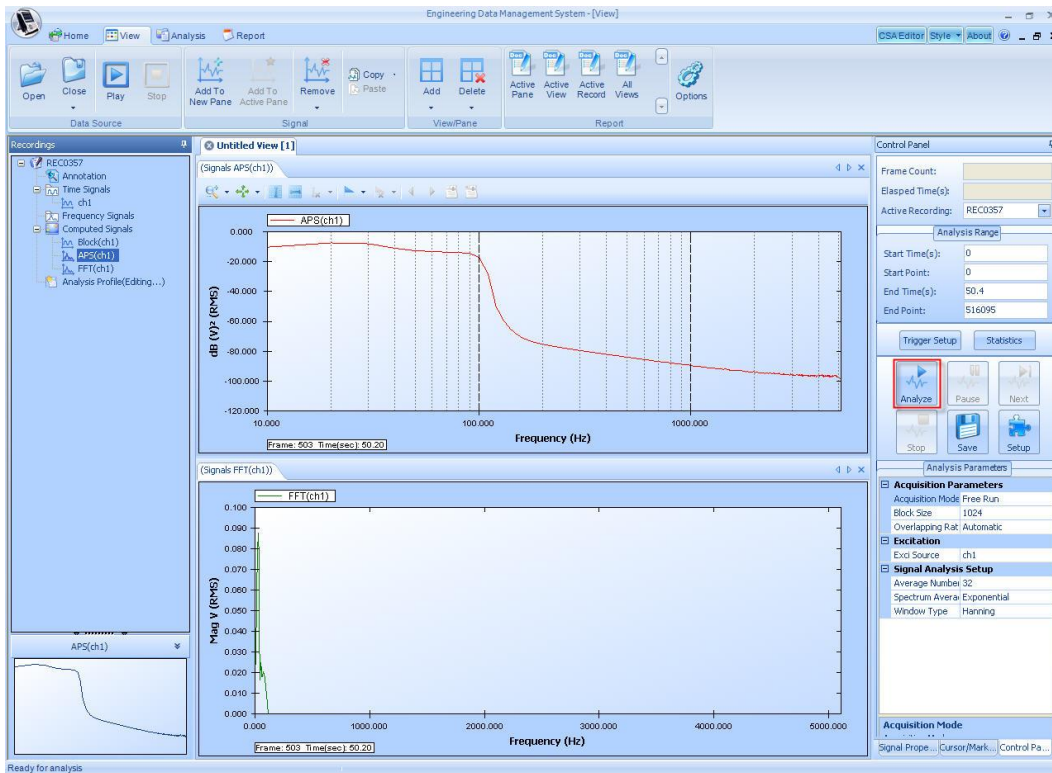 Engineering Data Management System - [View]
Home View Analysis Report CSA Editor Style About
Open Close Play Stop Add To New Pane Add To Active Pane Remove Copy Paste Add Delete Active Pane Active View Active Record All Views Options
Data Source Signal View/Pane Report
Recordings
REC0357
Annotation
Time Signals
ch1
Frequency Signals
Computed Signals
Block(ch1)
APS(ch1)
FFT(ch1)
Analysis Profile(Editing...)
APS(ch1)
Untitled View [1]
(Signals APS(ch1))
APS(ch1)
dB (V)² (RMS)
0.000
-20.000
-40.000
-60.000
-80.000
-100.000
-120.000
10.000 100.000 1000.000
Frequency (Hz)
Frame: 503 Time(sec): 50.20
(Signals FFT(ch1))
FFT(ch1)
Mag V (RMS)
0.100
0.090
0.080
0.070
0.060
0.050
0.040
0.030
0.020
0.010
0.000
0.000 1000.000 2000.000 3000.000 4000.000 5000.000
Frequency (Hz)
Frame: 503 Time(sec): 50.20
Control Panel
Frame Count:
Elasped Time(s):
Active Recording: REC0357
Analysis Range
Start Time(s): 0
Start Point: 0
End Time(s): 50.4
End Point: 516095
Trigger Setup Statistics
Analyze Pause Next
Stop Save Setup
Analysis Parameters
Acquisition Parameters
Acquisition Mode Free Run
Block Size 1024
Overlapping Rat Automatic
Excitation
Exci Source ch1
Signal Analysis Setup
Average Number 32
Spectrum Avera Exponential
Window Type Hanning
Acquisition Mode
Signal Prope... Cursor/Mark... Control Pa...
Ready for analysis